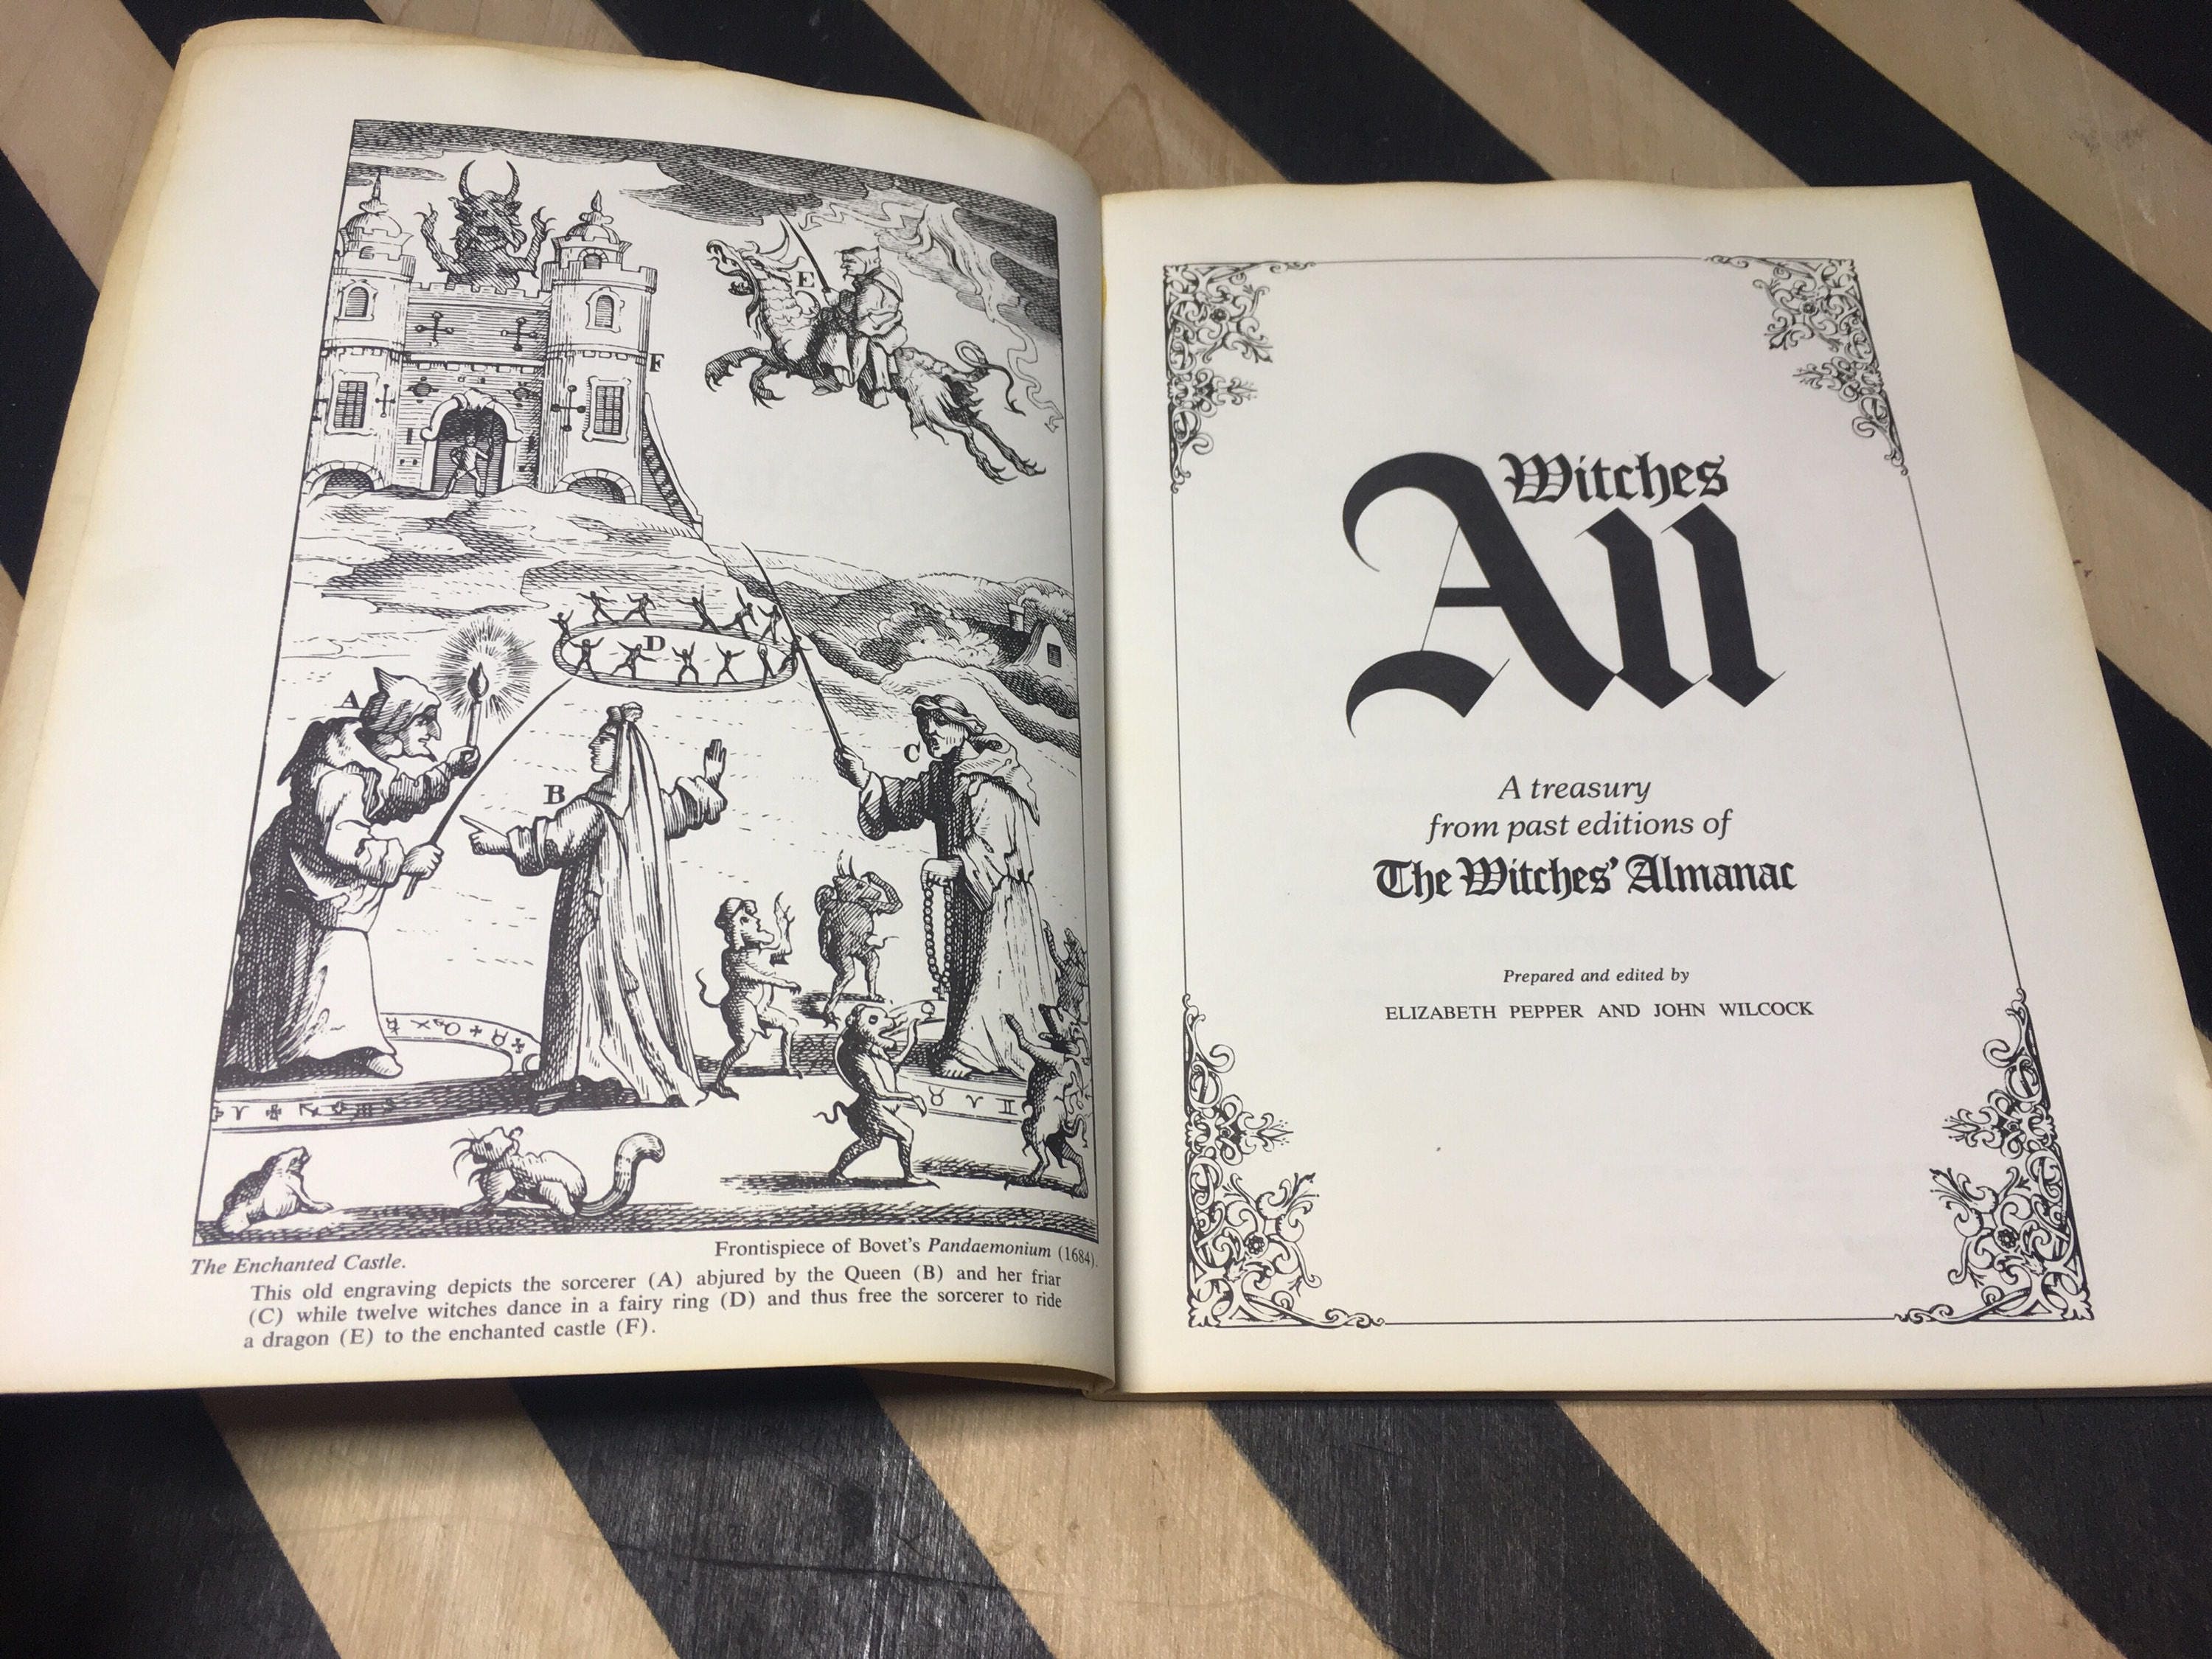 E
F
D
A
C
B
The Enchanted Castle.
Frontispiece of Bovet's Pandaemonium (1684).
This old engraving depicts the sorcerer (A) abjured by the Queen (B) and her friar
(C) while twelve witches dance in a fairy ring (D) and thus free the sorcerer to ride
a dragon (E) to the enchanted castle (F).
Witches
All
A treasury
from past editions of
The Witches' Almanac
Prepared and edited by
ELIZABETH PEPPER AND JOHN WILCOCK